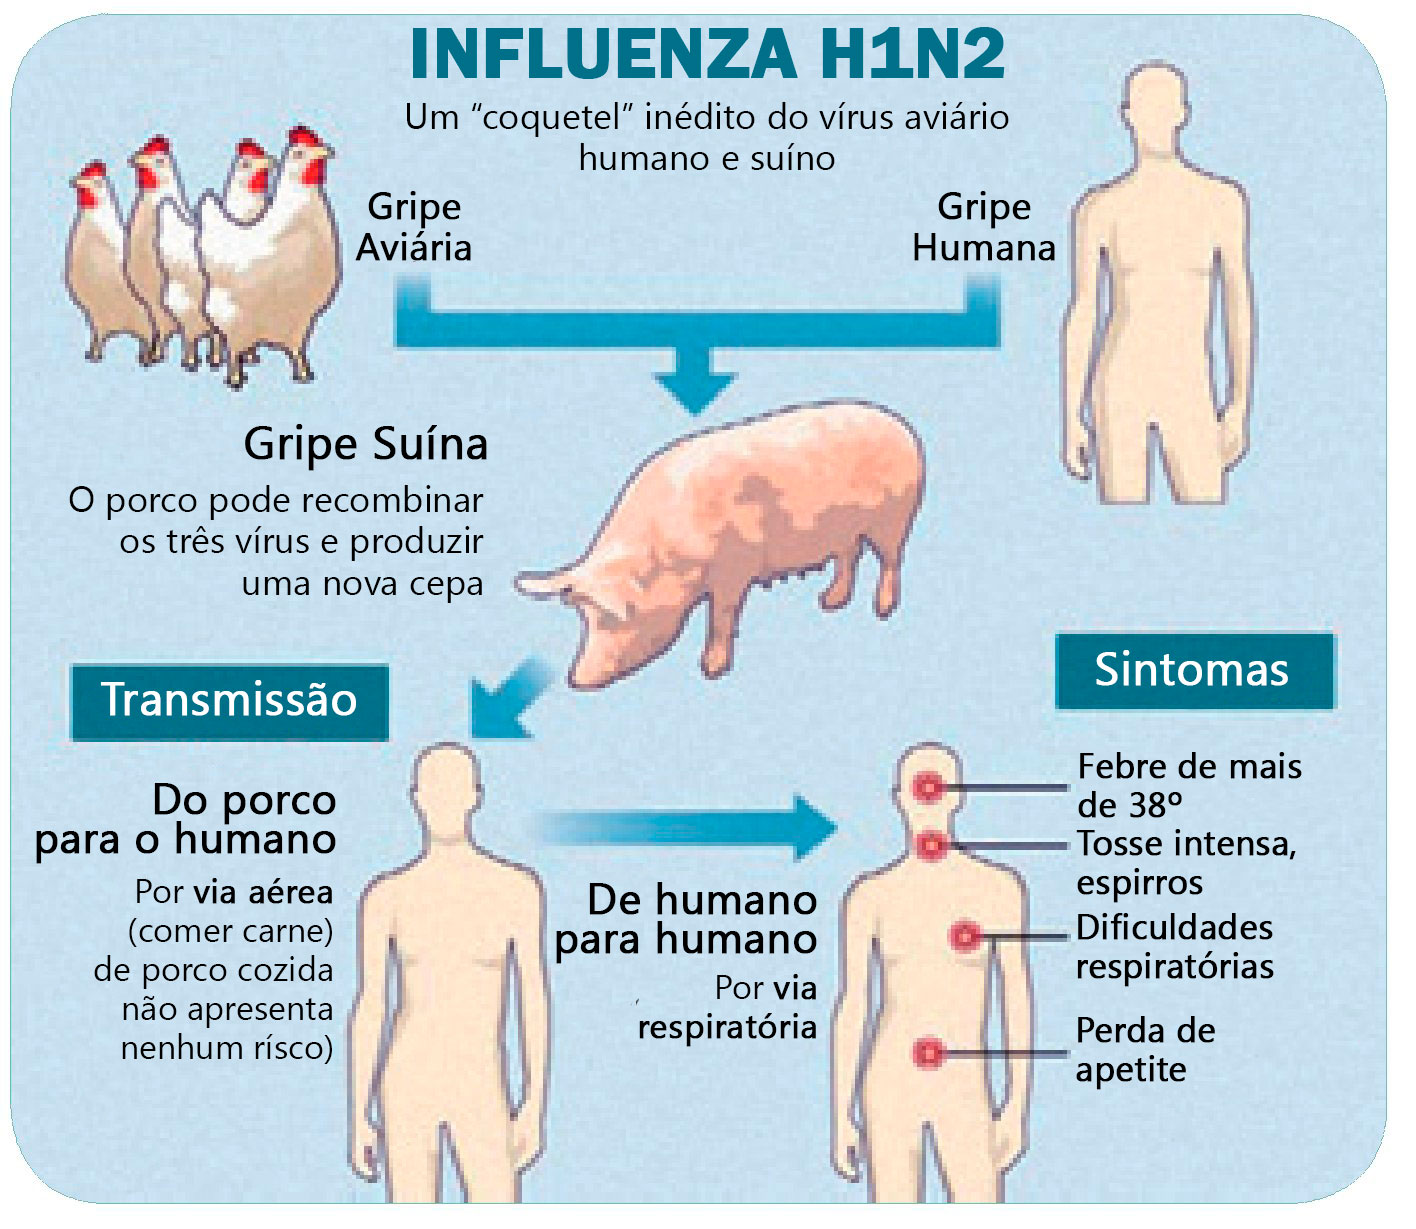 INFLUENZA H1N2
Um “coquetel” inédito do vírus aviário
humano e suíno
Gripe
Aviária
Gripe
Humana
Gripe Suína
O porco pode recombinar
os três vírus e produzir
uma nova cepa
Transmissão
Do porco
para o humano
Por via aérea
(comer carne)
de porco cozida
não apresenta
nenhum rísco)
De humano
para humano
Por via
respiratória
Sintomas
Febre de mais
de 38º
Tosse intensa,
espirros
Dificuldades
respiratórias
Perda de
apetite